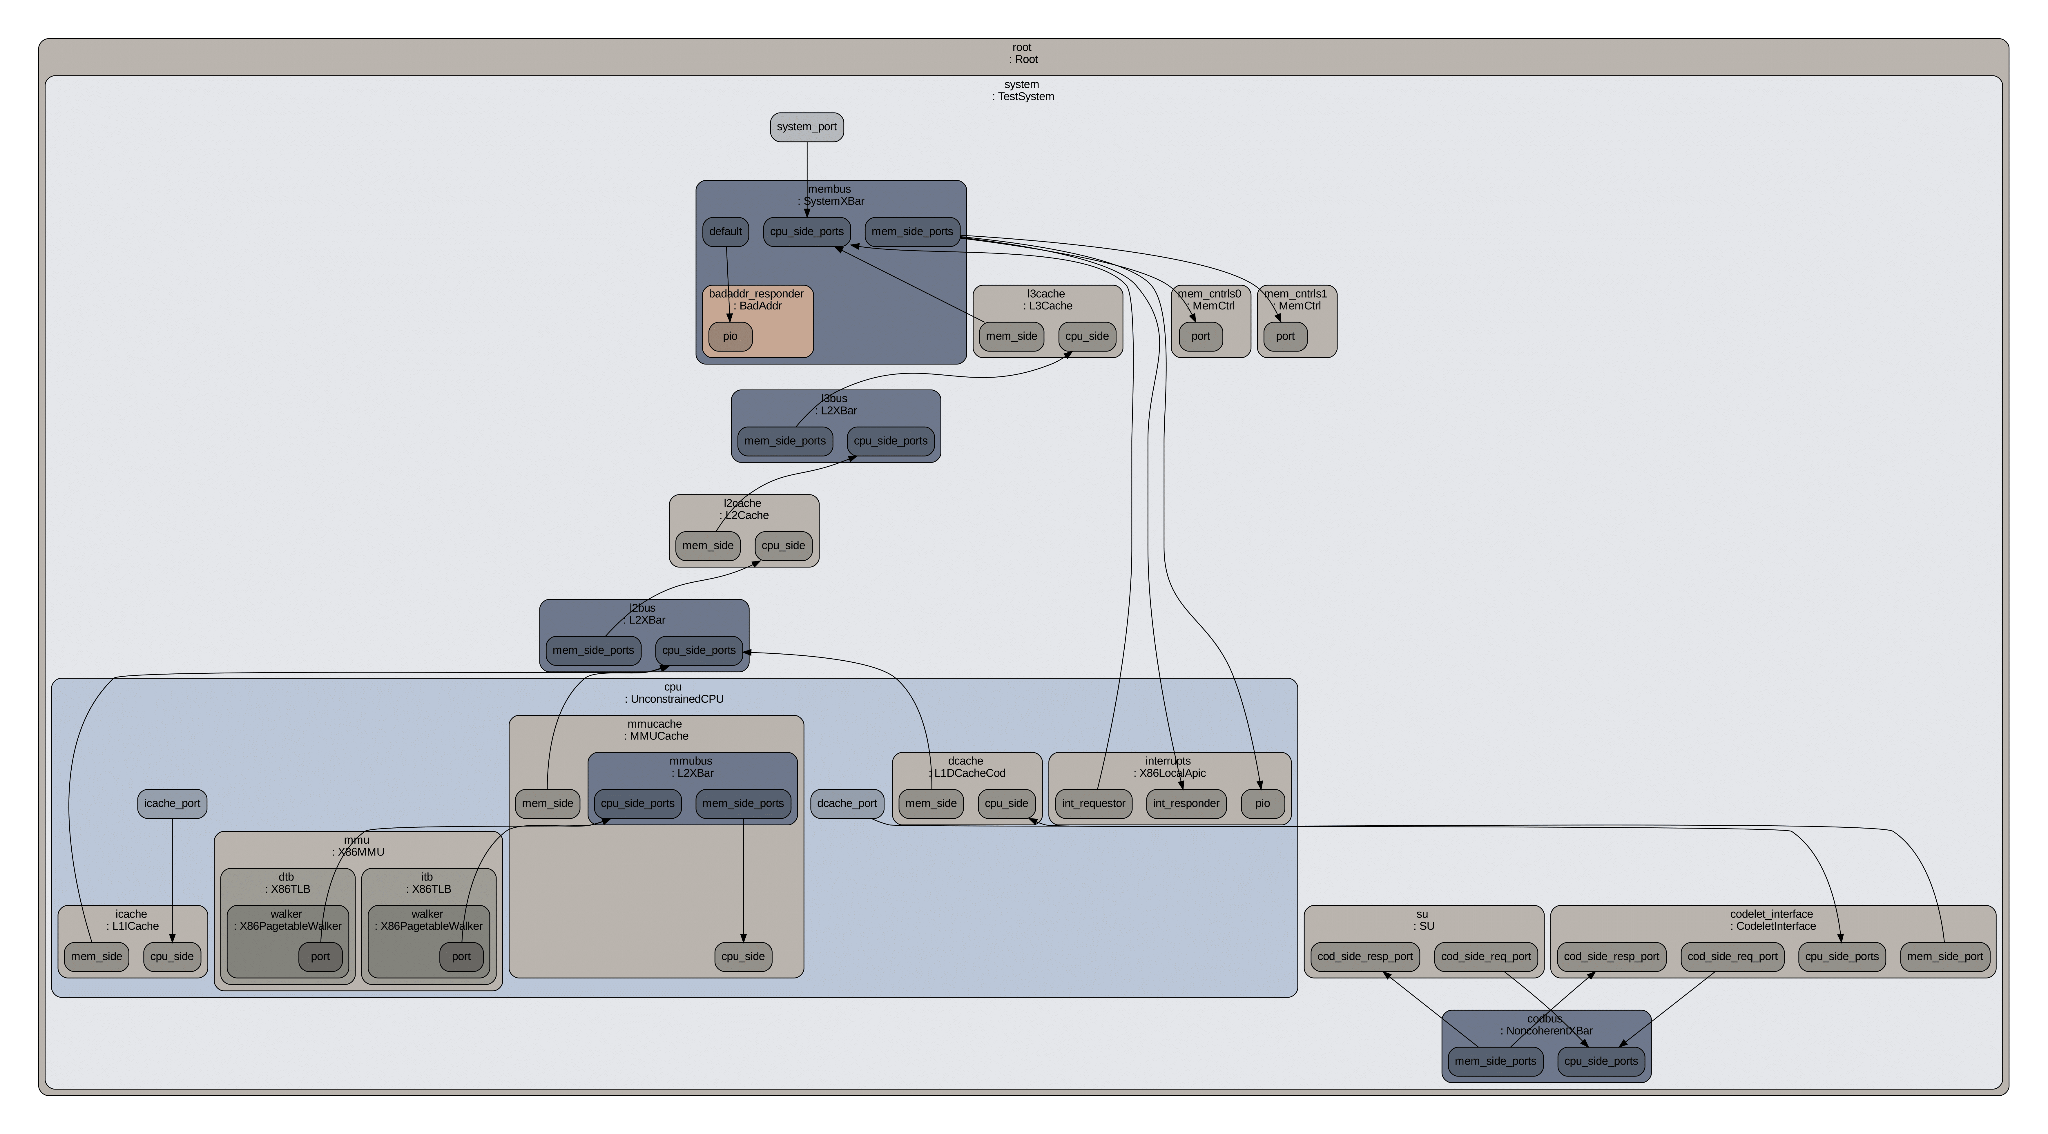 root
: Root
system
: TestSystem
system_port
membus
: SystemXBar
default
cpu_side_ports
mem_side_ports
badaddr_responder
: BadAddr
pio
l3cache
: L3Cache
mem_side
cpu_side
mem_cntrls0
: MemCtrl
port
mem_cntrls1
: MemCtrl
port
l3bus
: L2XBar
mem_side_ports
cpu_side_ports
l2cache
: L2Cache
mem_side
cpu_side
l2bus
: L2XBar
mem_side_ports
cpu_side_ports
cpu
: UnconstrainedCPU
mmucache
: MMUCache
mmubus
: L2XBar
mem_side
cpu_side_ports
mem_side_ports
cpu_side
dcache_port
dcache
: L1DCacheCod
mem_side
cpu_side
interrupts
: X86LocalApic
int_requestor
int_responder
pio
icache_port
mmu
: X86MMU
dtb
: X86TLB
walker
: X86PagetableWalker
port
itb
: X86TLB
walker
: X86PagetableWalker
port
icache
: L1ICache
mem_side
cpu_side
su
: SU
cod_side_resp_port
cod_side_req_port
codelet_interface
: CodeletInterface
cod_side_resp_port
cod_side_req_port
cpu_side_ports
mem_side_port
codbus
: NoncoherentXBar
mem_side_ports
cpu_side_ports